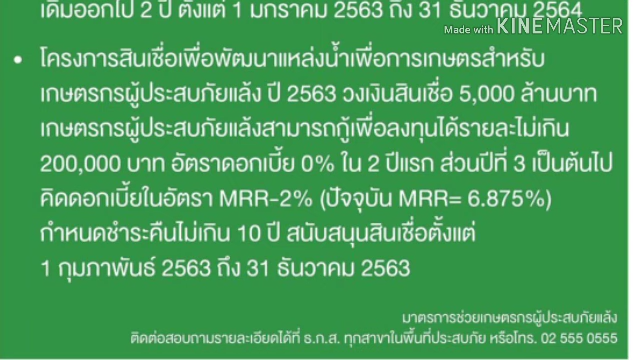 เดิมออกไป 2 ปี ตั้งแต่ 1 มกราคม 2563 ถึง 31 ธันวาคม 2564
Made with KINEMASTER
• โครงการสินเชื่อเพื่อพัฒนาแหล่งน้ำเพื่อการเกษตรสำหรับ
เกษตรกรผู้ประสบภัยแล้ง ปี 2563 วงเงินสินเชื่อ 5,000 ล้านบาท
เกษตรกรผู้ประสบภัยแล้งสามารถกู้เพื่อลงทุนได้รายละไม่เกิน
200,000 บาท อัตราดอกเบี้ย 0% ใน 2 ปีแรก ส่วนปีที่ 3 เป็นต้นไป
คิดดอกเบี้ยในอัตรา MRR-2% (ปัจจุบัน MRR= 6.875%)
กำหนดชำระคืนไม่เกิน 10 ปี สนับสนุนสินเชื่อตั้งแต่
1 กุมภาพันธ์ 2563 ถึง 31 ธันวาคม 2563
มาตรการช่วยเกษตรกรผู้ประสบภัยแล้ง
ติดต่อสอบถามรายละเอียดได้ที่ ธ.ก.ส. ทุกสาขาในพื้นที่ประสบภัย หรือโทร. 02 555 0555